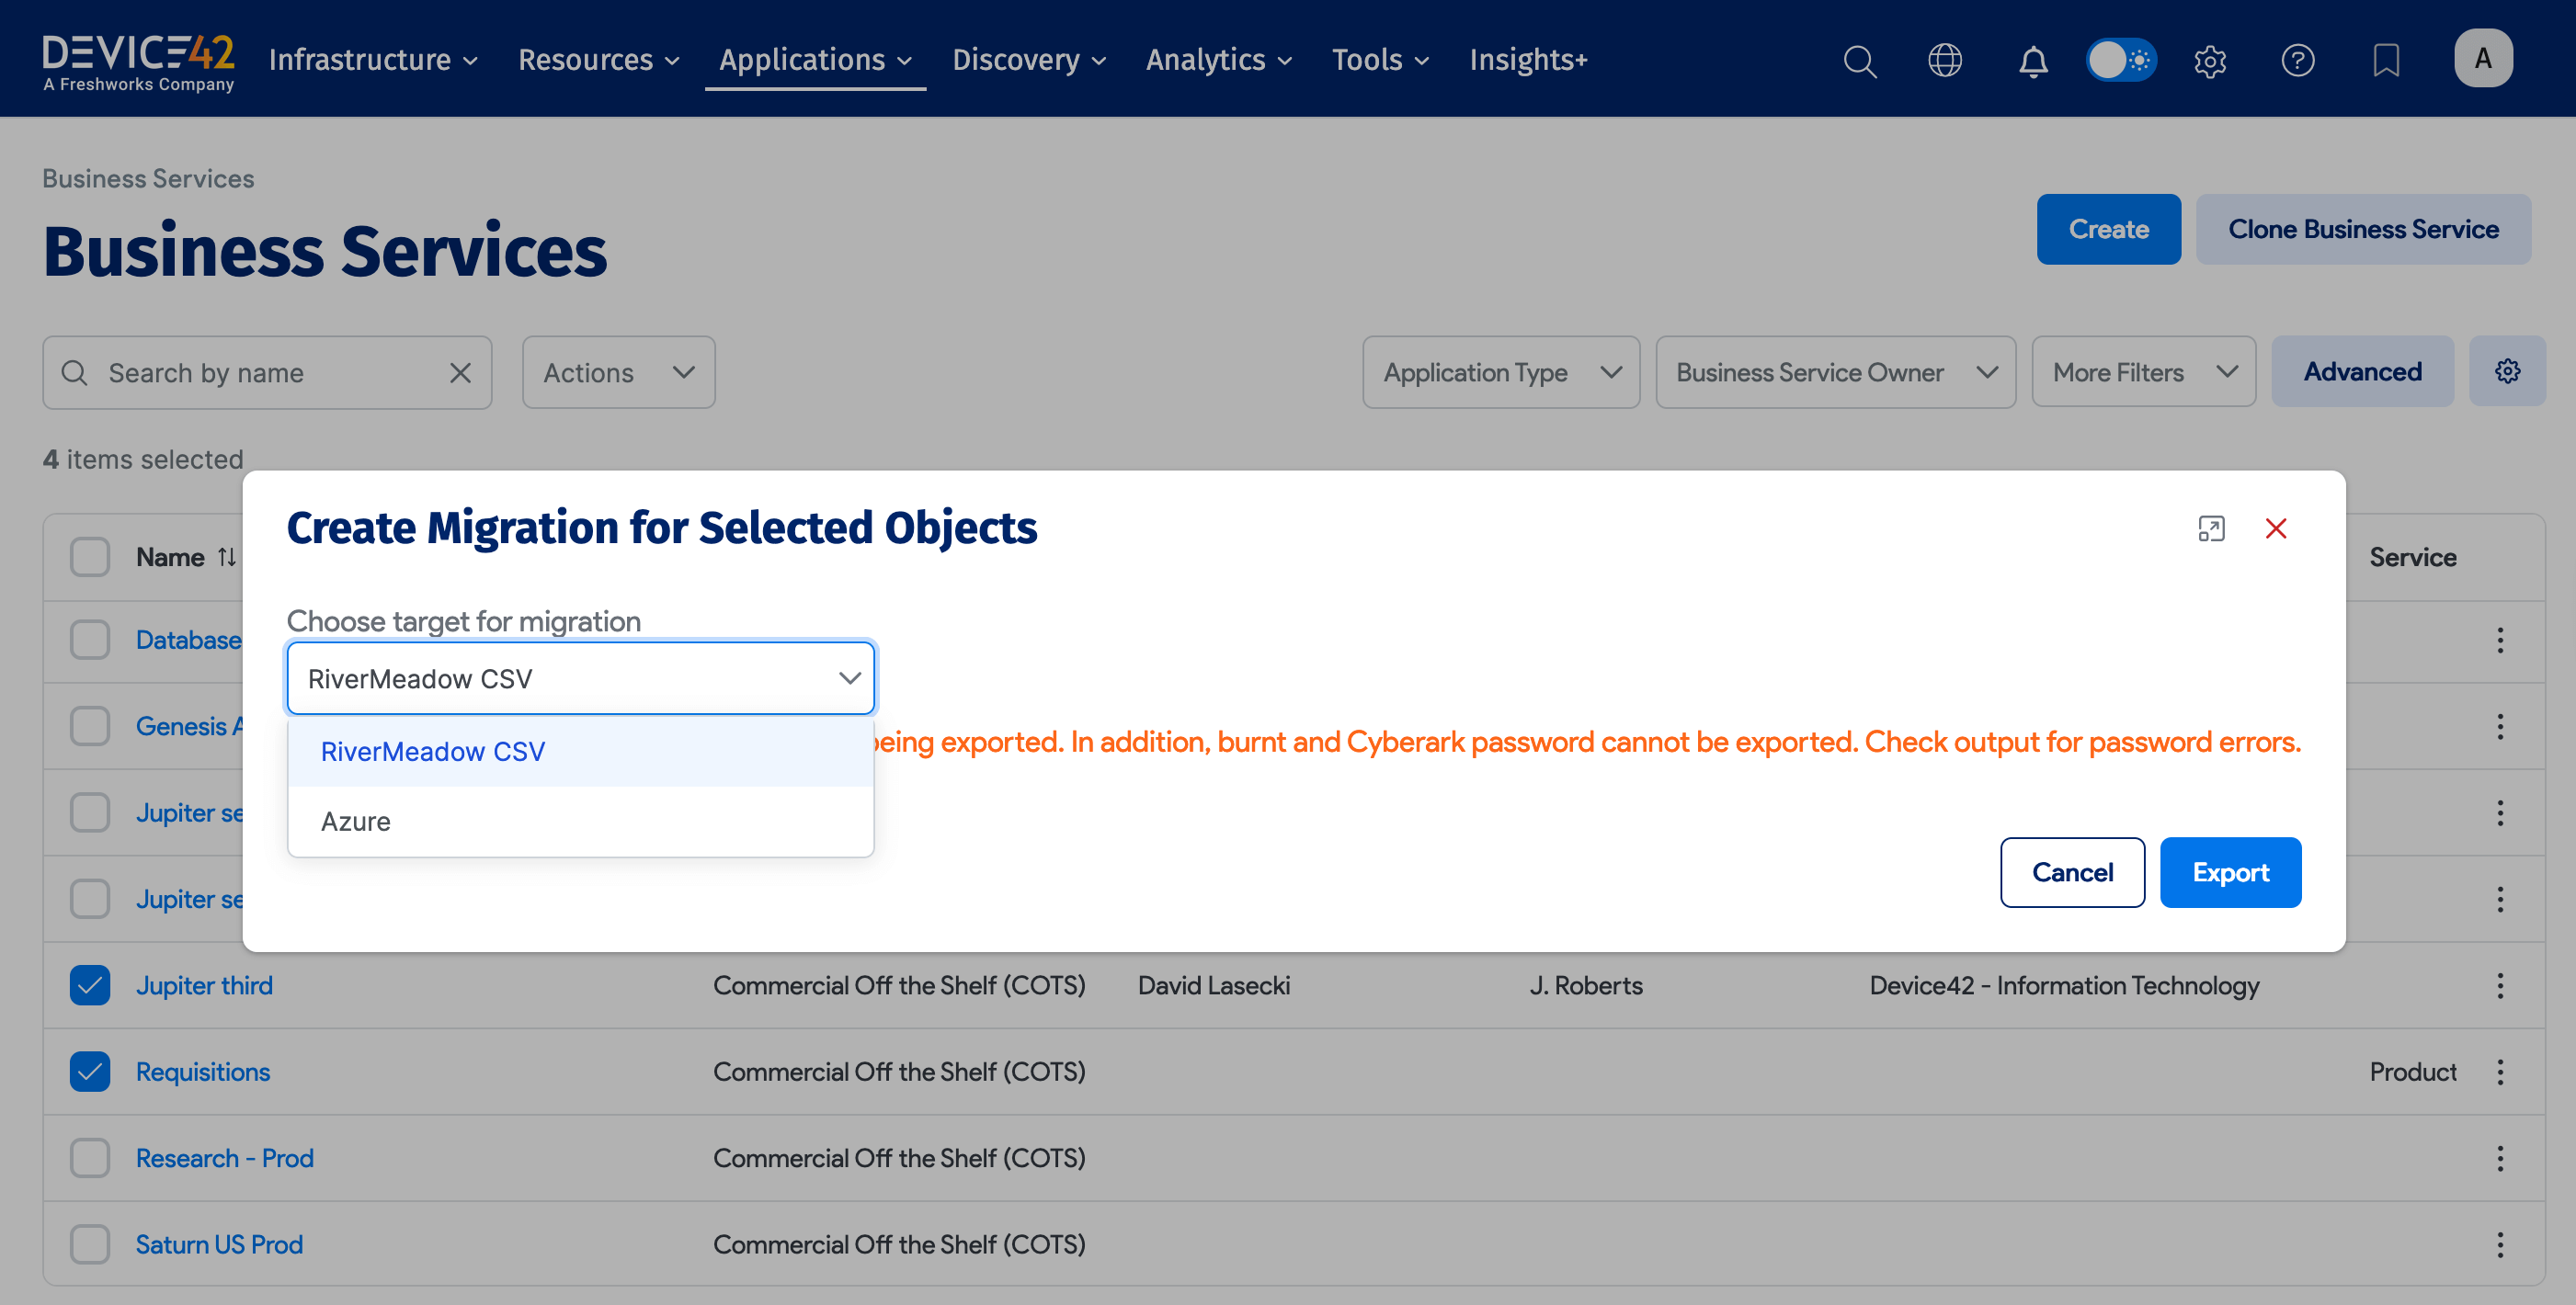 DEVICE42
A Freshworks Company
Infrastructure Resources Applications Discovery Analytics Tools Insights+
A
Business Services
Business Services
Create Clone Business Service
Search by name Actions Application Type Business Service Owner More Filters Advanced
4 items selected
Create Migration for Selected Objects
Name Service
Choose target for migration
Database
RiverMeadow CSV
Genesis
being exported. In addition, burnt and Cyberark password cannot be exported. Check output for password errors.
RiverMeadow CSV
Jupiter se
Azure
Cancel Export
Jupiter se
Jupiter third Commercial Off the Shelf (COTS) David Lasecki J. Roberts Device42 - Information Technology
Requisitions Commercial Off the Shelf (COTS) Product
Research - Prod Commercial Off the Shelf (COTS)
Saturn US Prod Commercial Off the Shelf (COTS)